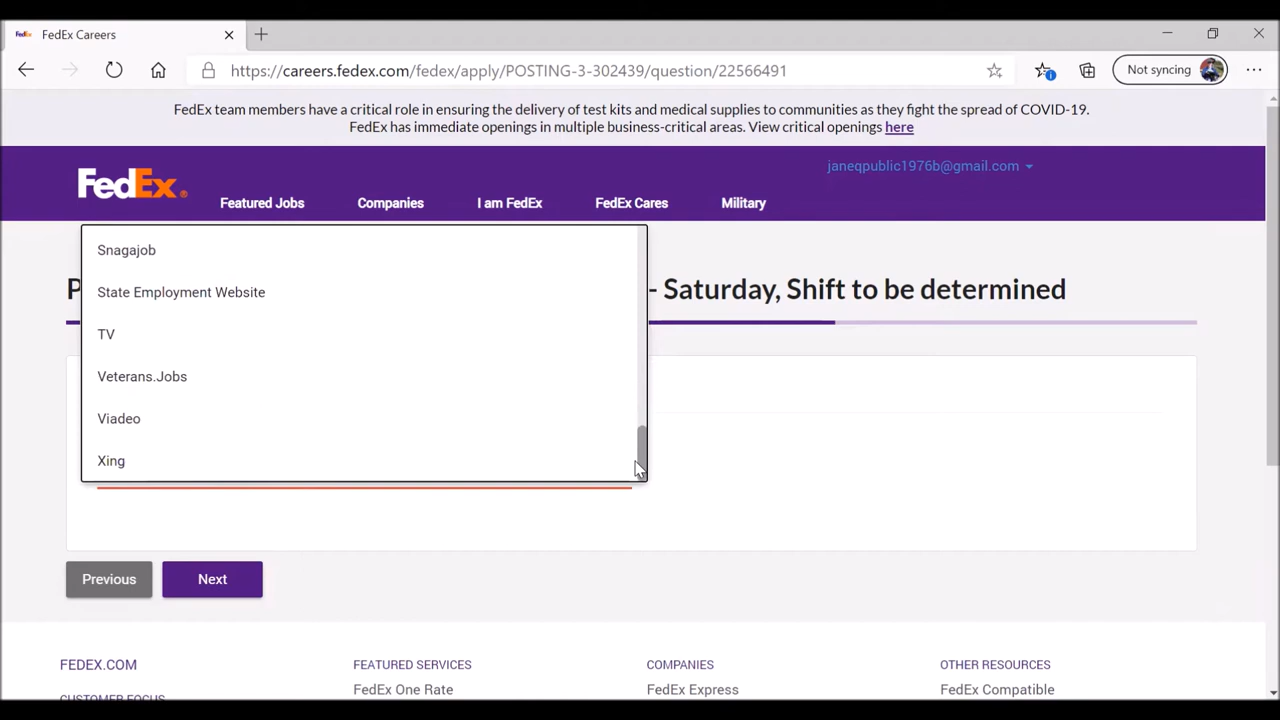 FedEx Careers
https://careers.fedex.com/fedex/apply/POSTING-3-302439/question/22566491
Not syncing
FedEx team members have a critical role in ensuring the delivery of test kits and medical supplies to communities as they fight the spread of COVID-19.
FedEx has immediate openings in multiple business-critical areas. View critical openings here
janeqpublic1976b@gmail.com
FedEx
Featured Jobs
Companies
I am FedEx
FedEx Cares
Military
P
- Saturday, Shift to be determined
Snagajob
State Employment Website
TV
Veterans.Jobs
Viadeo
Xing
Previous
Next
FEDEX.COM
FEATURED SERVICES
COMPANIES
OTHER RESOURCES
CUSTOMER FOCUS
FedEx One Rate
FedEx Express
FedEx Compatible